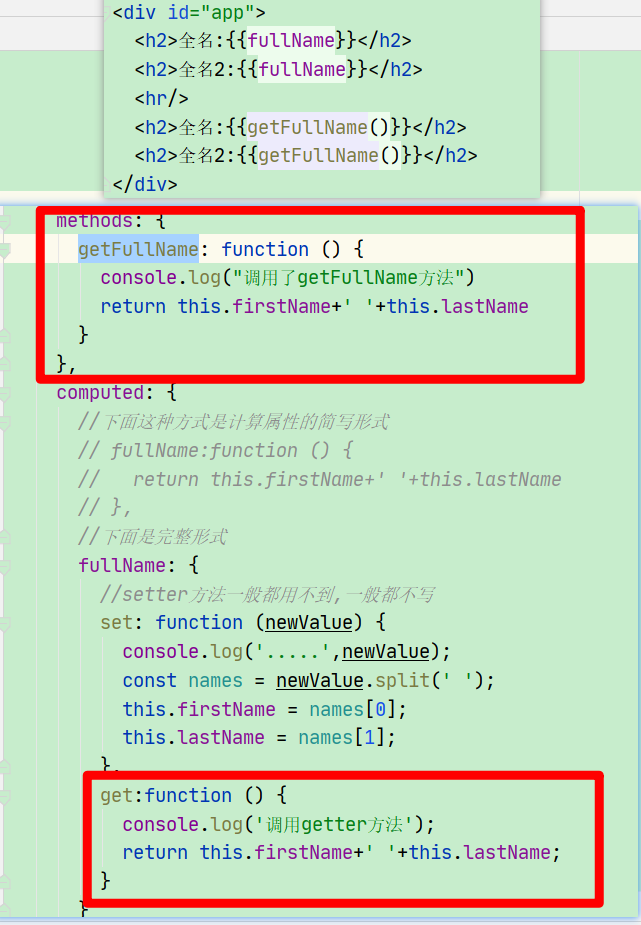 <div id="app">
  <h2>全名:{{fullName}}</h2>
  <h2>全名2:{{fullName}}</h2>
  <hr/>
  <h2>全名:{{getFullName()}}</h2>
  <h2>全名2:{{getFullName()}}</h2>
</div>
methods: {
  getFullName: function () {
    console.log("调用了getFullName方法")
    return this.firstName+' '+this.lastName
  }
},
computed: {
  //下面这种方式是计算属性的简写形式
  // fullName:function () {
  //   return this.firstName+' '+this.lastName
  // },
  //下面是完整形式
  fullName: {
    //setter方法一般都用不到,一般都不写
    set: function (newValue) {
      console.log('.....',newValue);
      const names = newValue.split(' ');
      this.firstName = names[0];
      this.lastName = names[1];
    },
    get:function () {
      console.log('调用getter方法');
      return this.firstName+' '+this.lastName;
    }
  }